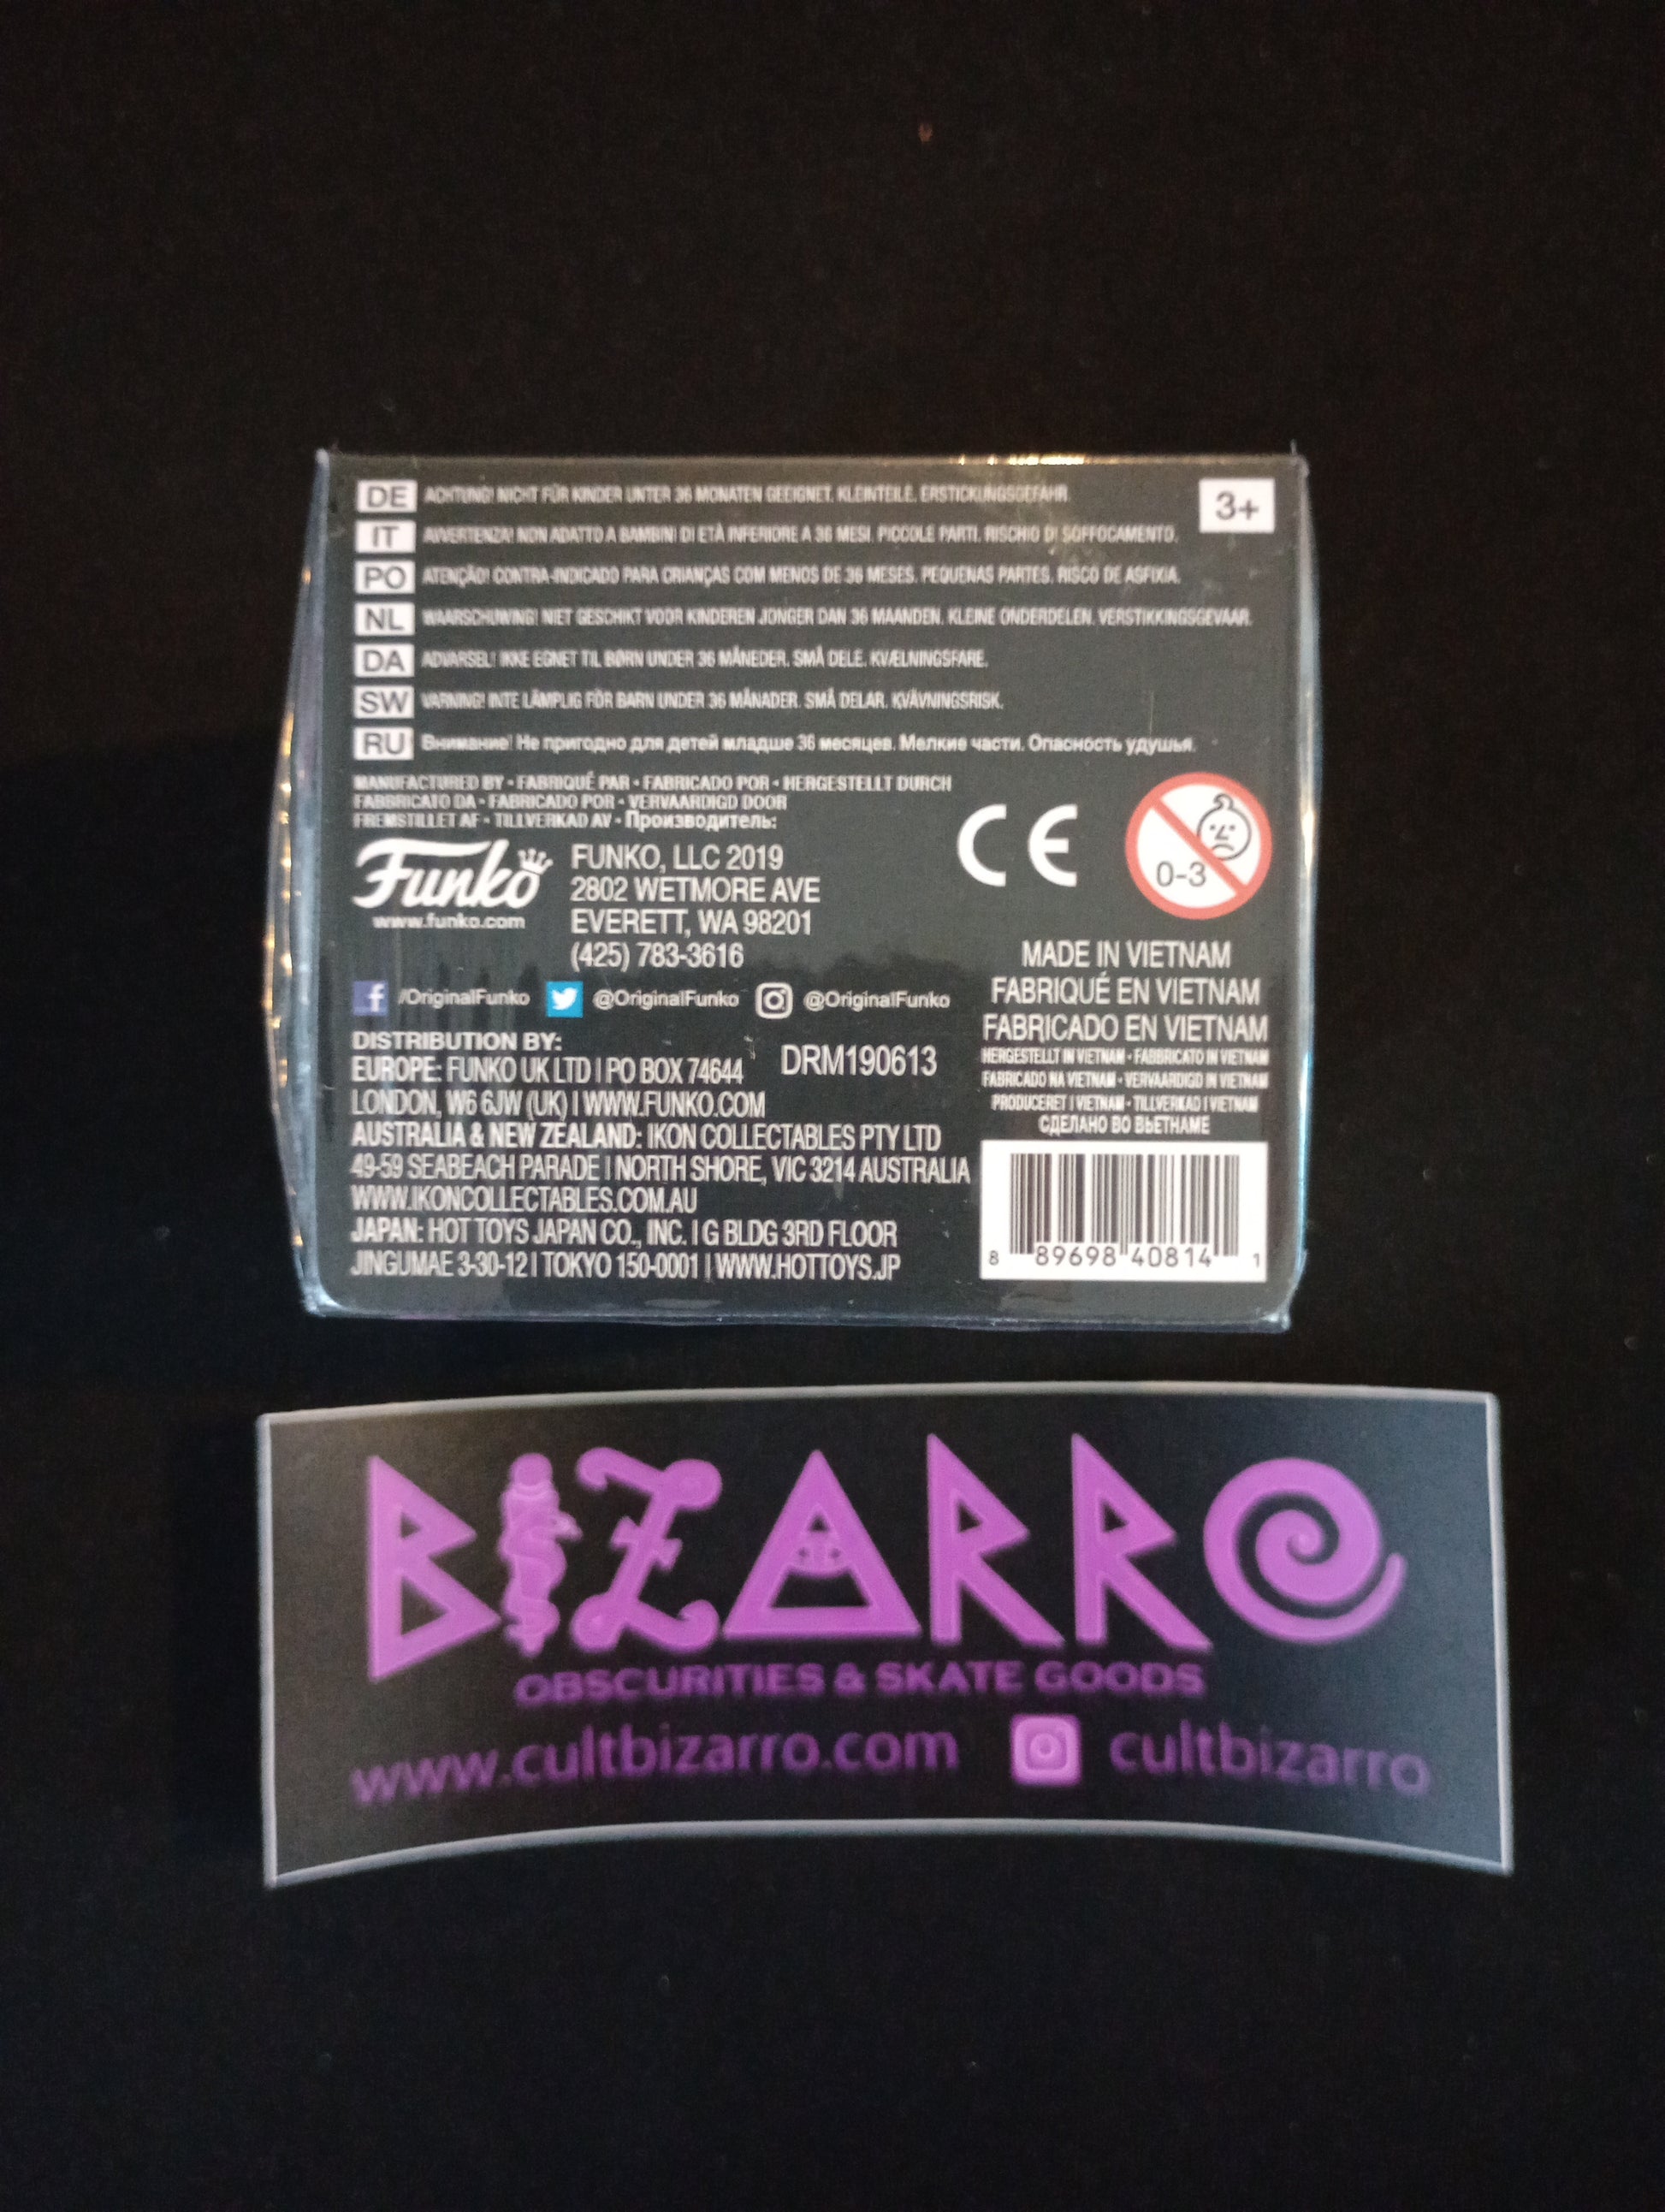 DE ACHTUNG! NICHT FÜR KINDER UNTER 36 MONATEN GEEIGNET. KLEINTEILE. ERSTICKUNGSGEFAHR.
3+
IT AVVERTENZA! NON ADATTO A BAMBINI DI ETÀ INFERIORE A 36 MESI. PICCOLE PARTI. RISCHIO DI SOFFOCAMENTO.
PO ATENÇÃO! CONTRA-INDICADO PARA CRIANÇAS COM MENOS DE 36 MESES. PEQUENAS PARTES. RISCO DE ASFIXIA.
NL WAARSCHUWING! NIET GESCHIKT VOOR KINDEREN JONGER DAN 36 MAANDEN. KLEINE ONDERDELEN. VERSTIKKINGSGEVAAR.
DA ADVARSEL! IKKE EGNET TIL BØRN UNDER 36 MÅNEDER. SMÅ DELE. KVÆLNINGSFARE.
SW VARNING! INTE LÄMPLIG FÖR BARN UNDER 36 MÅNADER. SMÅ DELAR. KVÄVNINGSRISK.
RU Внимание! Не пригодно для детей младше 36 месяцев. Мелкие части. Опасность удушья.
MANUFACTURED BY • FABRIQUÉ PAR • FABRICADO POR • HERGESTELLT DURCH
FABBRICATO DA • FABRICADO POR • VERVAARDIGD DOOR
FREMSTILLET AF • TILLVERKAD AV • Производитель:
Funko
www.funko.com
FUNKO, LLC 2019
2802 WETMORE AVE
EVERETT, WA 98201
(425) 783-3616
CE
0-3
/OriginalFunko @OriginalFunko @OriginalFunko
DISTRIBUTION BY:
EUROPE: FUNKO UK LTD | PO BOX 74644
LONDON, W6 6JW (UK) | WWW.FUNKO.COM
AUSTRALIA & NEW ZEALAND: IKON COLLECTABLES PTY LTD
49-59 SEABEACH PARADE | NORTH SHORE, VIC 3214 AUSTRALIA
WWW.IKONCOLLECTABLES.COM.AU
JAPAN: HOT TOYS JAPAN CO., INC. | G BLDG 3RD FLOOR
JINGUMAE 3-30-12 | TOKYO 150-0001 | WWW.HOTTOYS.JP
DRM190613
MADE IN VIETNAM
FABRIQUÉ EN VIETNAM
FABRICADO EN VIETNAM
HERGESTELLT IN VIETNAM • FABBRICATO IN VIETNAM
FABRICADO NA VIETNAM • VERVAARDIGD IN VIETNAM
PRODUCERET I VIETNAM • TILLVERKAD I VIETNAM
СДЕЛАНО ВО ВЬЕТНАМЕ
8 89698 40814 1
BIZARRO
OBSCURITIES & SKATE GOODS
www.cultbizarro.com cultbizarro